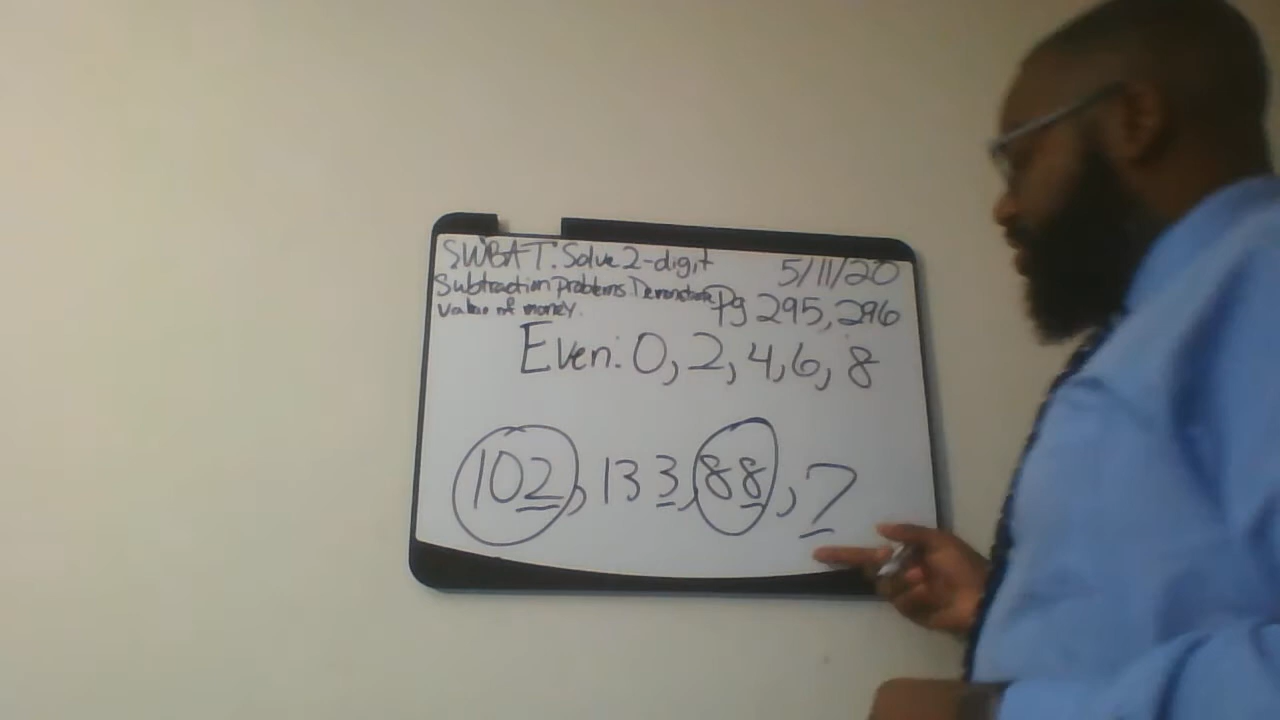 SWBAT: Solve 2-digit 5/11/20
Subtraction problems. Demonstrate Pg 295, 296
value of money.
Even: 0, 2, 4, 6, 8
102, 133, 88, 7